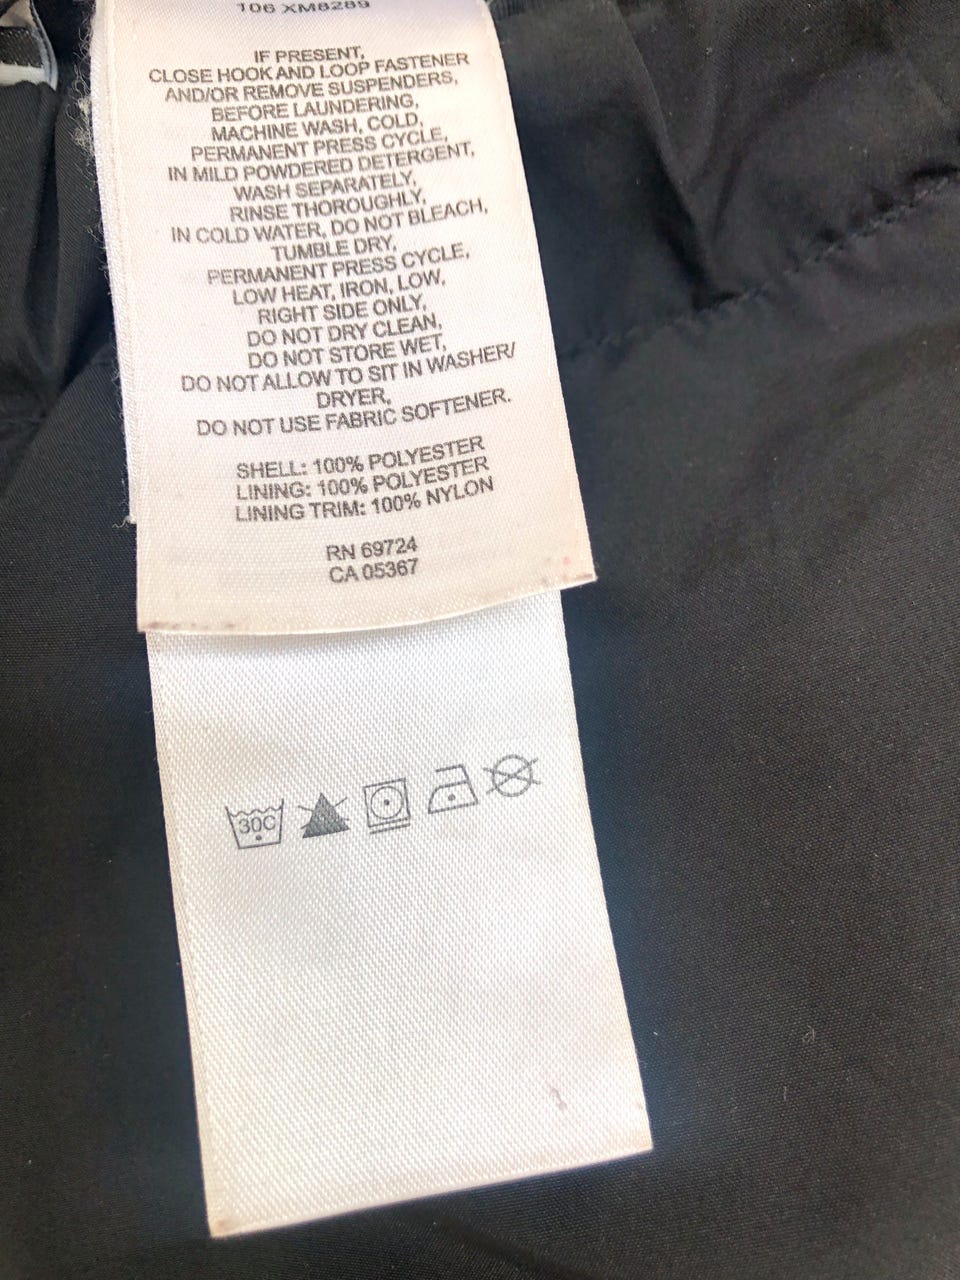 106 XM8289
IF PRESENT,
CLOSE HOOK AND LOOP FASTENER
AND/OR REMOVE SUSPENDERS,
BEFORE LAUNDERING,
MACHINE WASH, COLD,
PERMANENT PRESS CYCLE,
IN MILD POWDERED DETERGENT,
WASH SEPARATELY,
RINSE THOROUGHLY,
IN COLD WATER, DO NOT BLEACH,
TUMBLE DRY,
PERMANENT PRESS CYCLE,
LOW HEAT, IRON, LOW,
RIGHT SIDE ONLY,
DO NOT DRY CLEAN,
DO NOT STORE WET,
DO NOT ALLOW TO SIT IN WASHER/
DRYER,
DO NOT USE FABRIC SOFTENER.
SHELL: 100% POLYESTER
LINING: 100% POLYESTER
LINING TRIM: 100% NYLON
RN 69724
CA 05367
30C